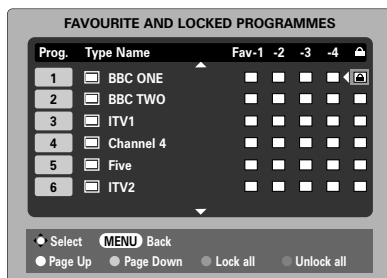 FAVOURITE AND LOCKED PROGRAMMES
Prog. Type Name Fav-1 -2 -3 -4
1 BBC ONE
2 BBC TWO
3 ITV1
4 Channel 4
5 Five
6 ITV2
Select MENU Back
Page Up Page Down Lock all Unlock all